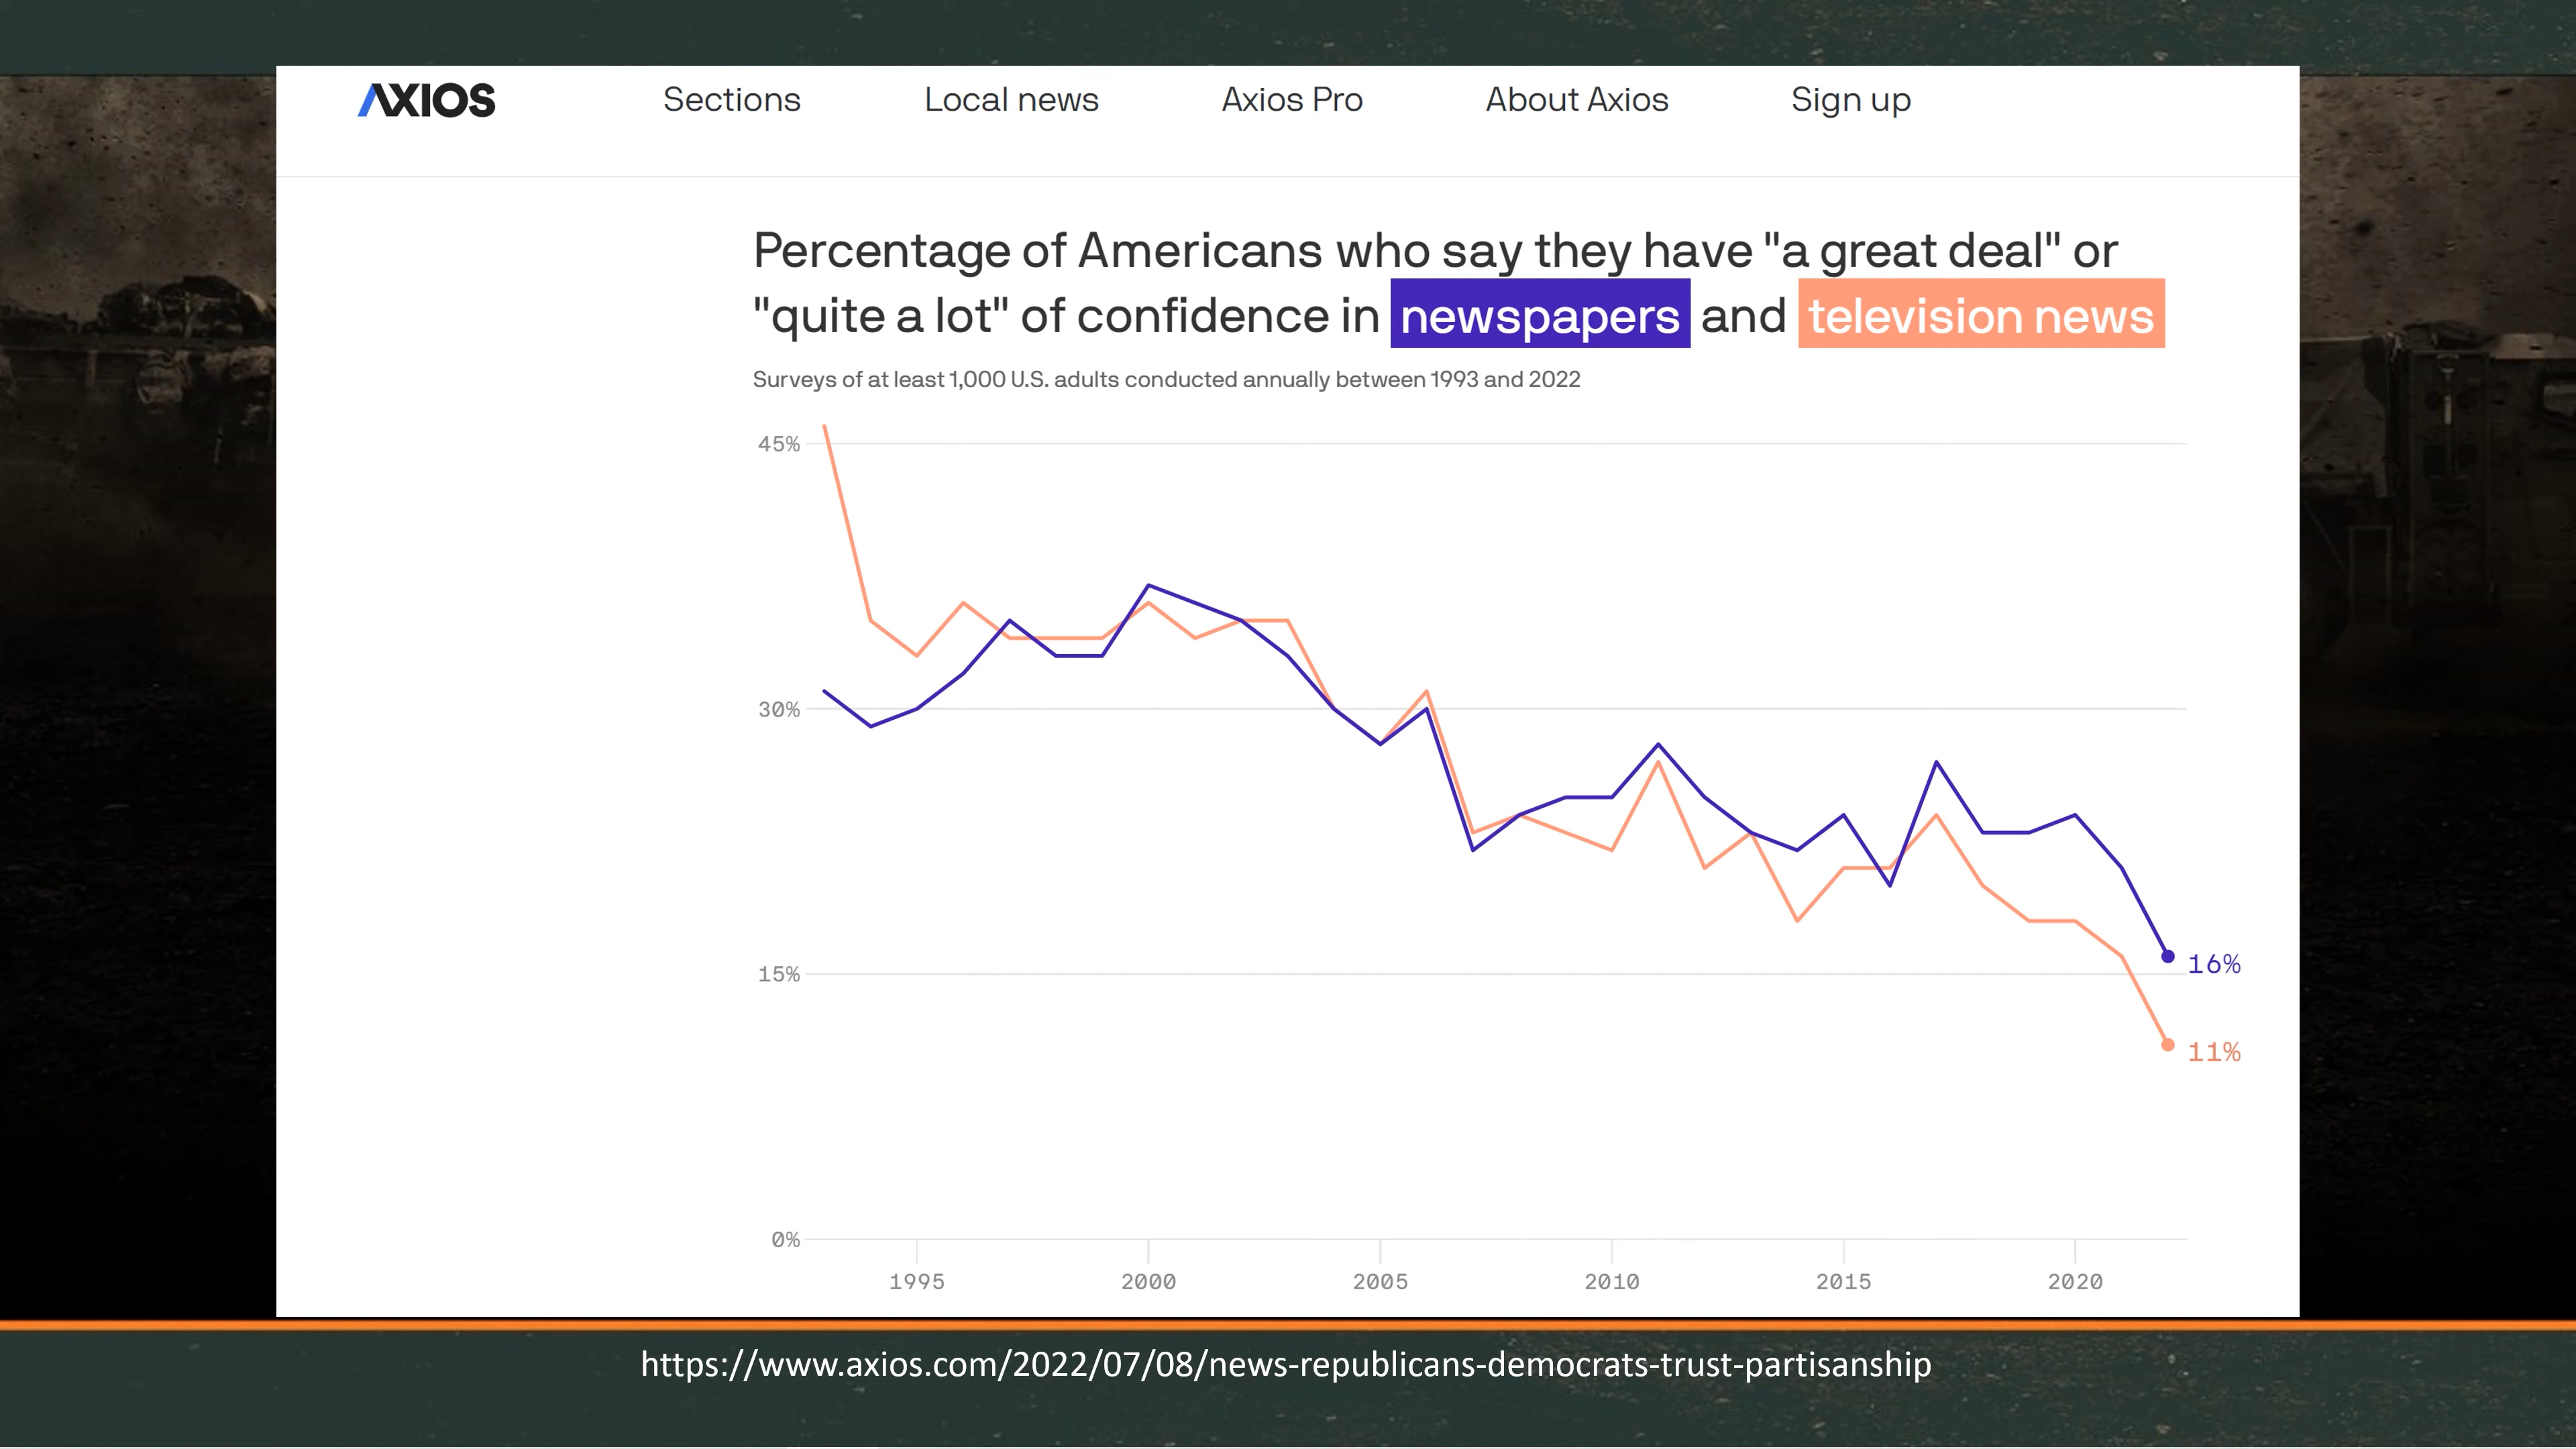 AXIOS
Sections
Local news
Axios Pro
About Axios
Sign up
Percentage of Americans who say they have "a great deal" or
"quite a lot" of confidence in newspapers and television news
Surveys of at least 1,000 U.S. adults conducted annually between 1993 and 2022
45%
30%
15%
16%
11%
0%
1995
2000
2005
2010
2015
2020
https://www.axios.com/2022/07/08/news-republicans-democrats-trust-partisanship